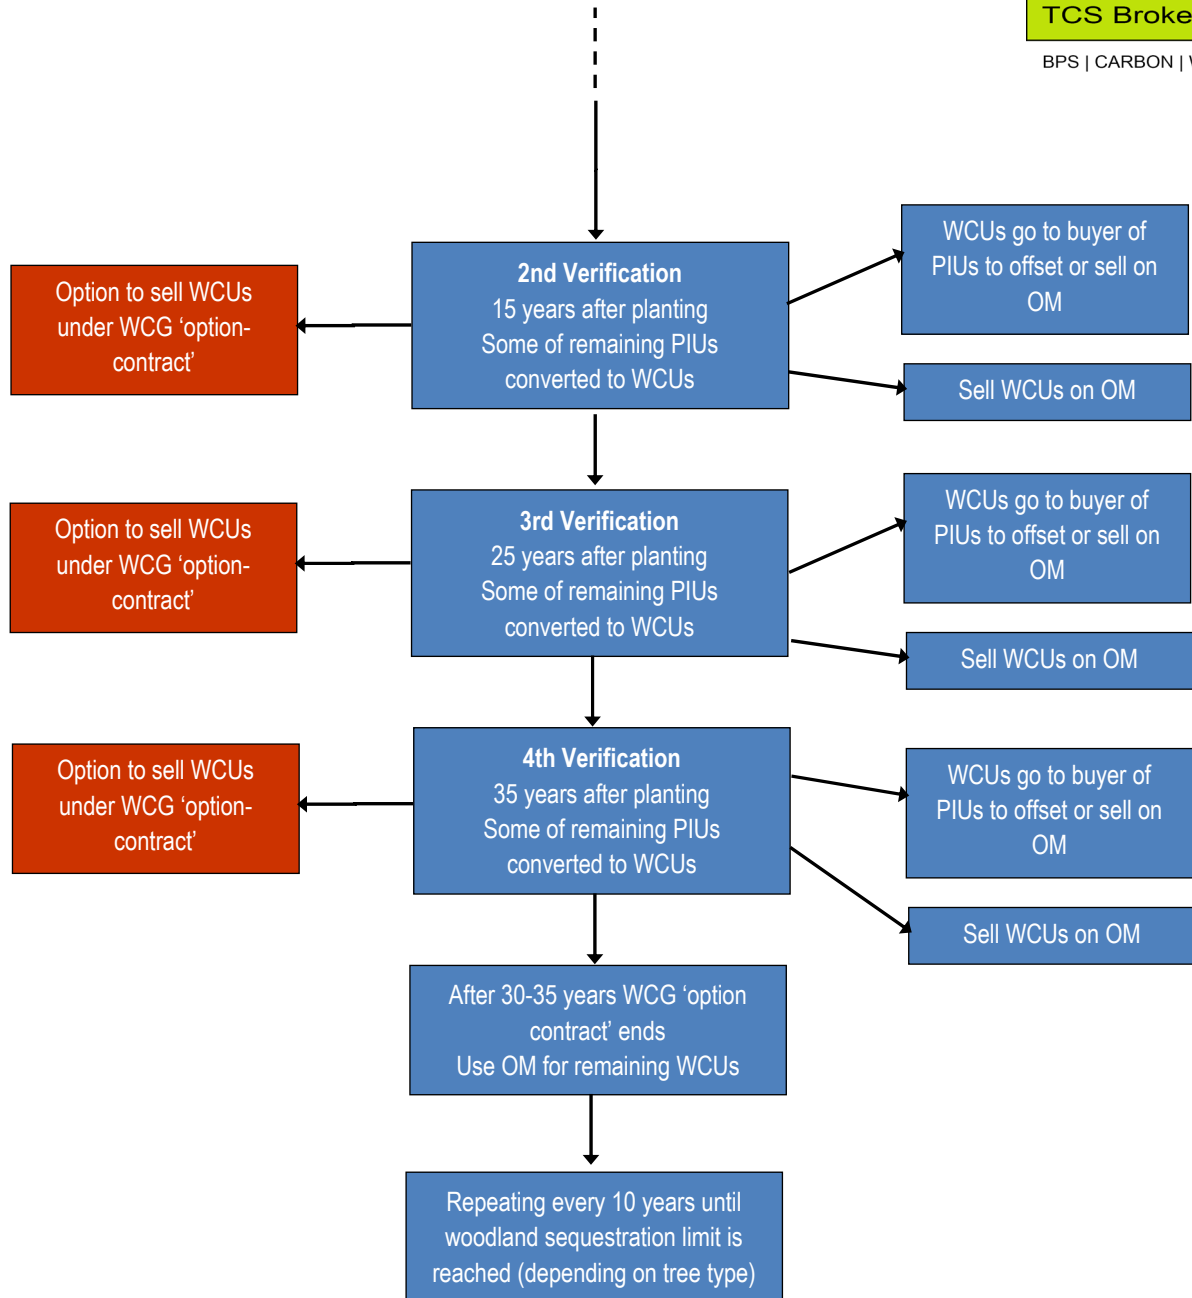 TCS Broke
BPS | CARBON |
2nd Verification
15 years after planting
Some of remaining PIUs
converted to WCUs
Option to sell WCUs
under WCG ‘option-
contract’
WCUs go to buyer of
PIUs to offset or sell on
OM
Sell WCUs on OM
3rd Verification
25 years after planting
Some of remaining PIUs
converted to WCUs
Option to sell WCUs
under WCG ‘option-
contract’
WCUs go to buyer of
PIUs to offset or sell on
OM
Sell WCUs on OM
4th Verification
35 years after planting
Some of remaining PIUs
converted to WCUs
Option to sell WCUs
under WCG ‘option-
contract’
WCUs go to buyer of
PIUs to offset or sell on
OM
Sell WCUs on OM
After 30-35 years WCG ‘option
contract’ ends
Use OM for remaining WCUs
Repeating every 10 years until
woodland sequestration limit is
reached (depending on tree type)